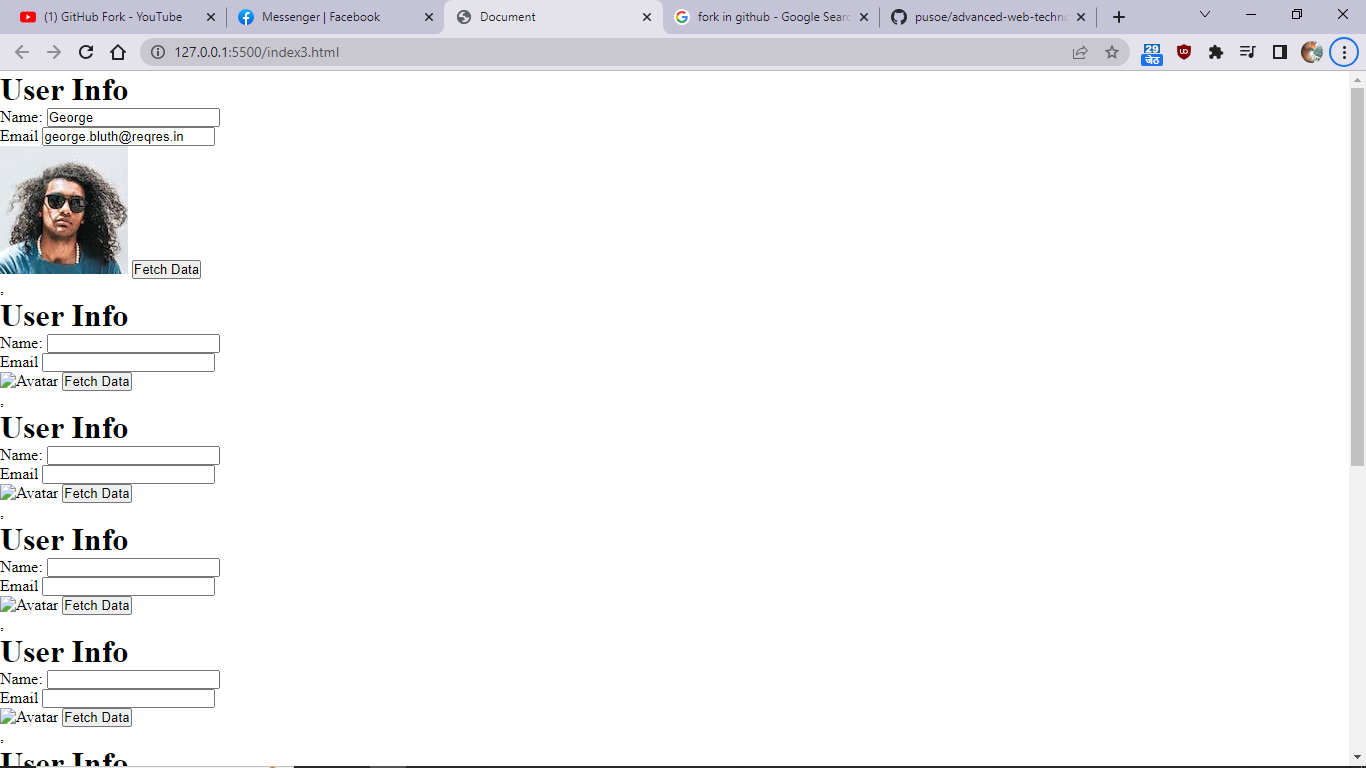 (1) GitHub Fork - YouTube
Messenger | Facebook
Document
fork in github - Google Searc
pusoe/advanced-web-techno
127.0.0.1:5500/index3.html
29
जेठ
User Info
Name: George
Email george.bluth@reqres.in
Fetch Data
,
User Info
Name:
Email
Avatar Fetch Data
,
User Info
Name:
Email
Avatar Fetch Data
,
User Info
Name:
Email
Avatar Fetch Data
,
User Info
Name:
Email
Avatar Fetch Data
,
User Info